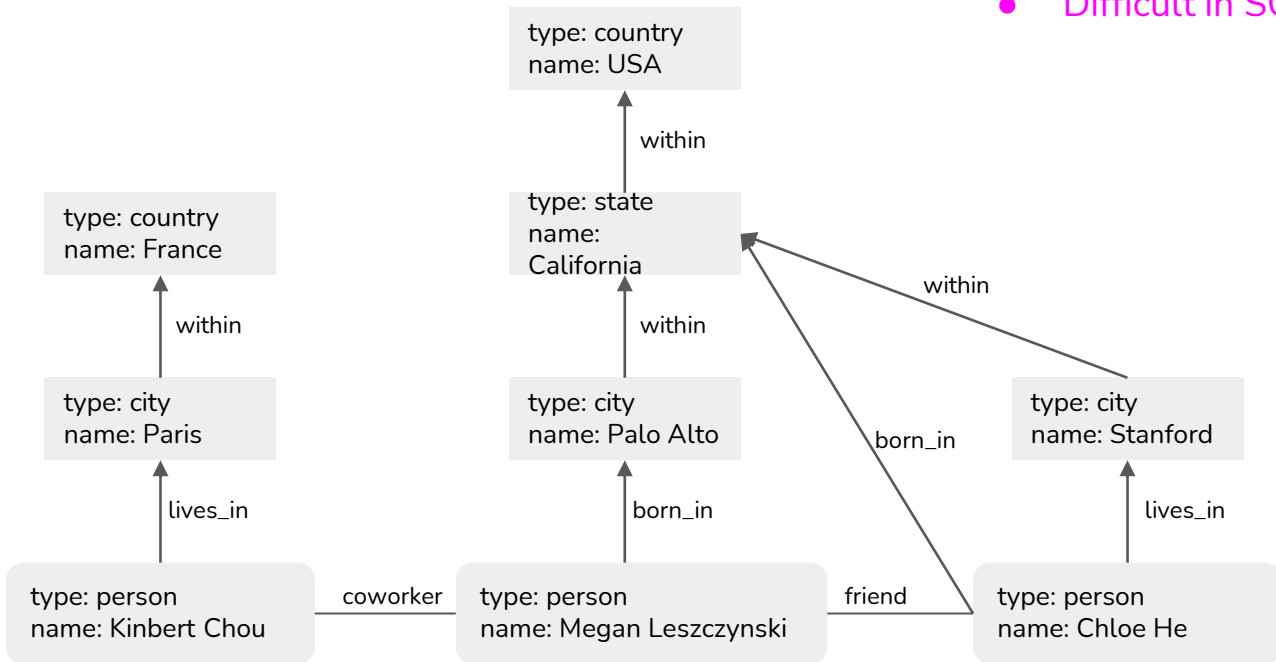 ● Difficult in
type: country
name: USA
within
type: country
name: France
type: state
name:
California
within
within
within
type: city
name: Paris
type: city
name: Palo Alto
type: city
name: Stanford
born_in
lives_in
born_in
lives_in
type: person
name: Kinbert Chou
coworker
type: person
name: Megan Leszczynski
friend
type: person
name: Chloe He